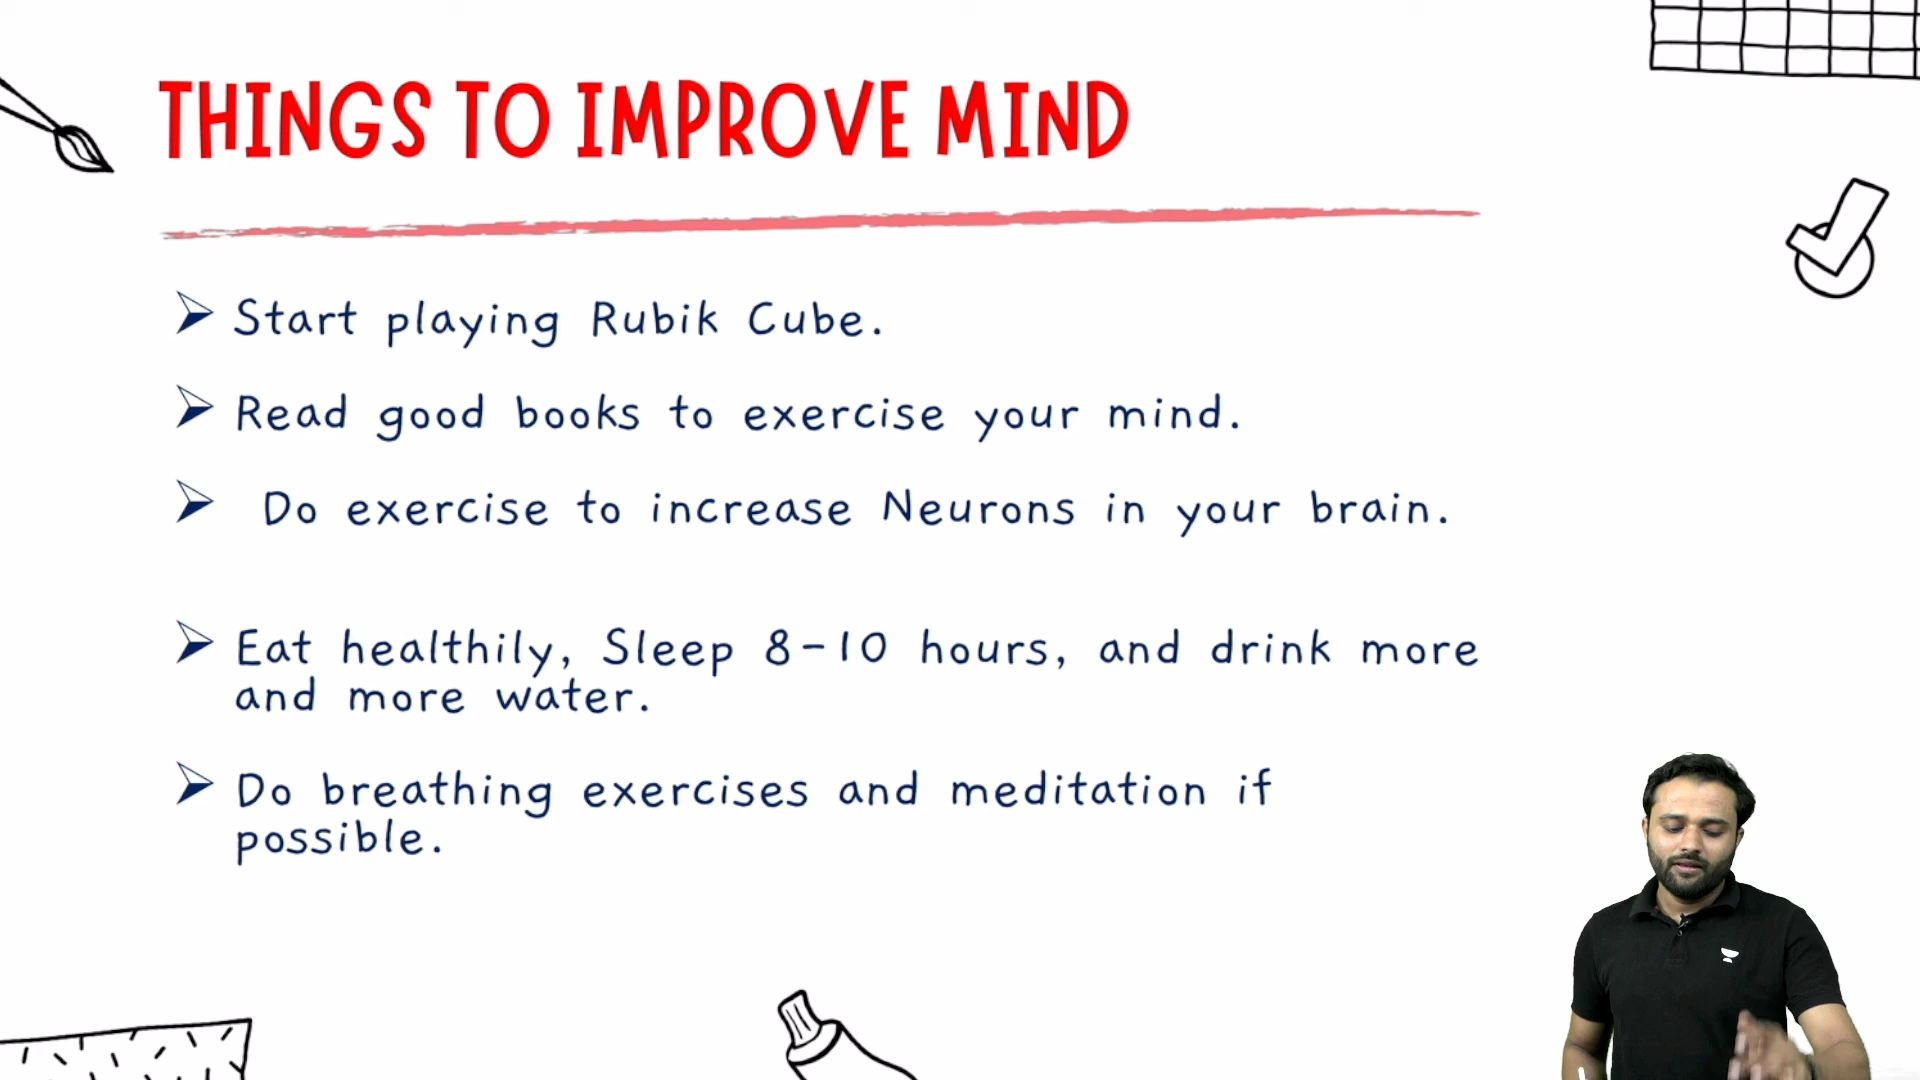 THINGS TO IMPROVE MIND
Start playing Rubik Cube.
Read good books to exercise your mind.
Do exercise to increase Neurons in your brain.
Eat healthily, Sleep 8-10 hours, and drink more
and more water.
Do breathing exercises and meditation if
possible.